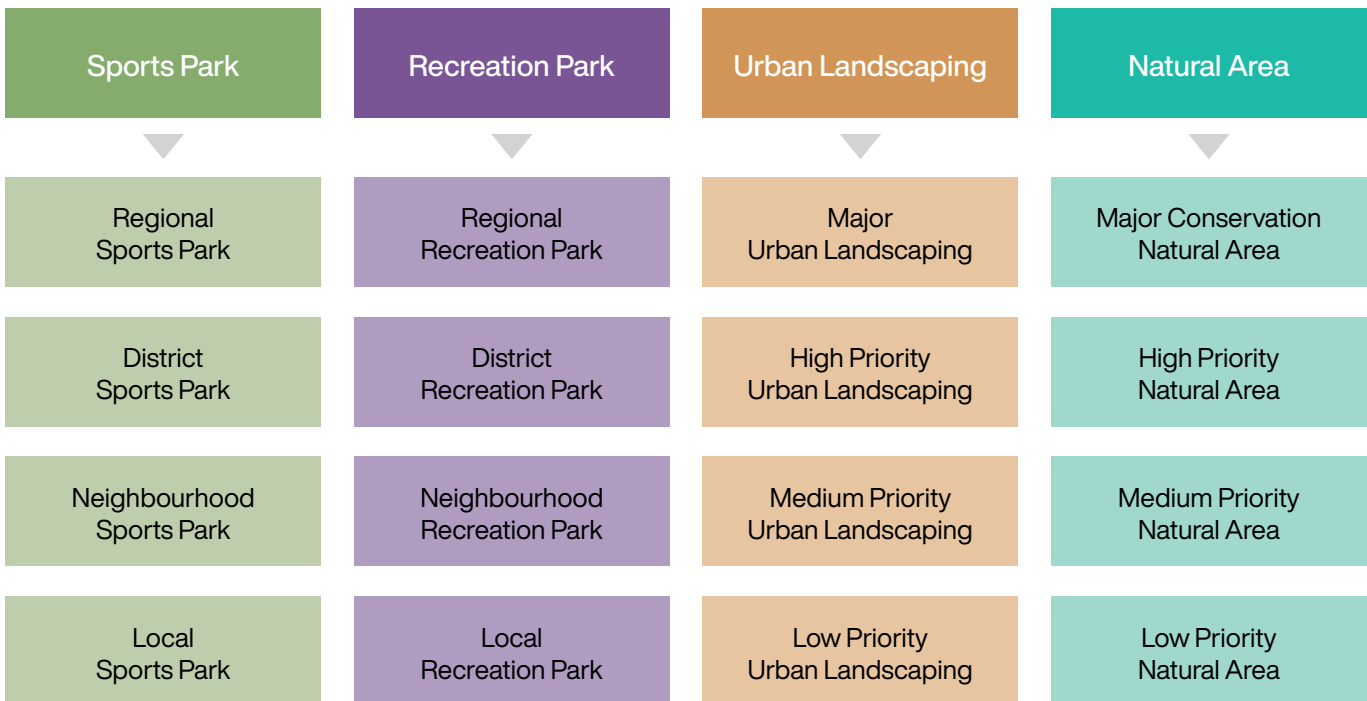 Sports Park
Recreation Park
Urban Landscaping
Natural Area
Regional
Sports Park
Regional
Recreation Park
Major
Urban Landscaping
Major Conservation
Natural Area
District
Sports Park
District
Recreation Park
High Priority
Urban Landscaping
High Priority
Natural Area
Neighbourhood
Sports Park
Neighbourhood
Recreation Park
Medium Priority
Urban Landscaping
Medium Priority
Natural Area
Local
Sports Park
Local
Recreation Park
Low Priority
Urban Landscaping
Low Priority
Natural Area